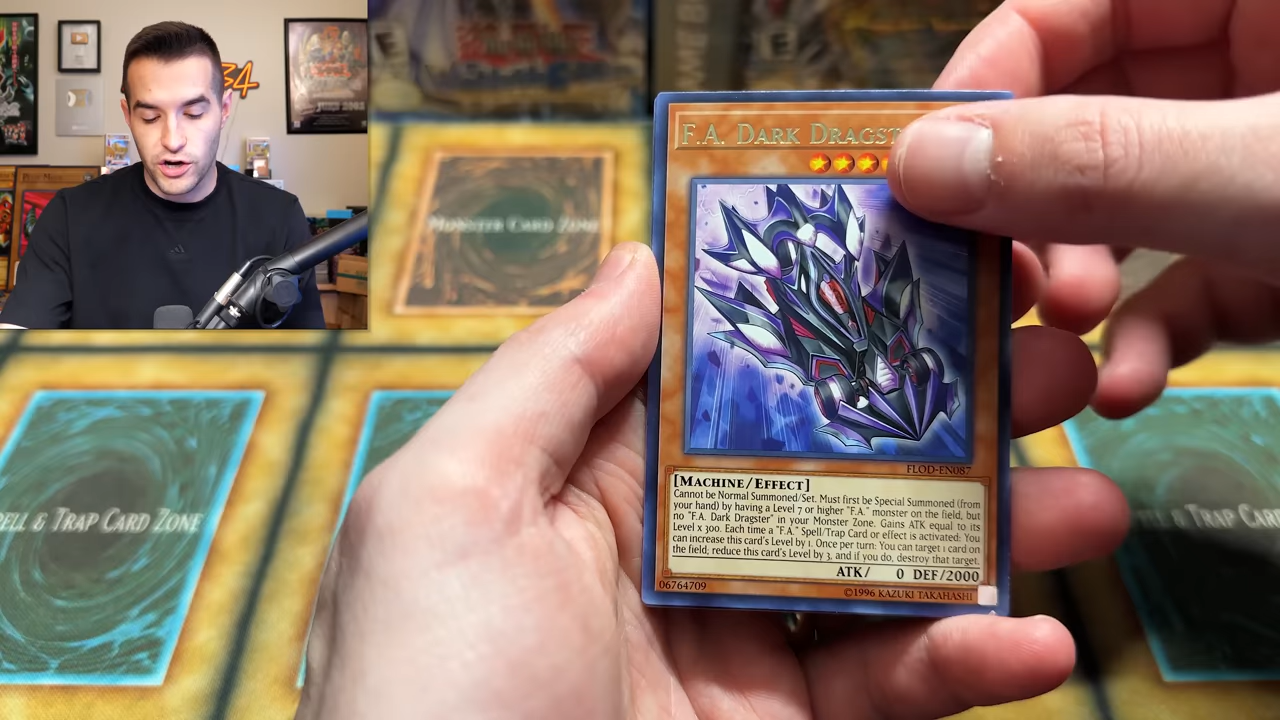 34
F.A. DARK DRAGST
MONSTER CARD ZONE
FLOD-EN087
[MACHINE/EFFECT]
Cannot be Normal Summoned/Set. Must first be Special Summoned (from
your hand) by having a Level 7 or higher "F.A." monster on the field, but
no "F.A. Dark Dragster" in your Monster Zone. Gains ATK equal to its
Level x 300. Each time a "F.A." Spell/Trap Card or effect is activated: You
can increase this card's Level by 1. Once per turn: You can target 1 card on
the field; reduce this card's Level by 3, and if you do, destroy that target.
ATK/ 0 DEF/2000
06764709
©1996 KAZUKI TAKAHASHI
PELL & TRAP CARD ZONE
& TRAP CAR